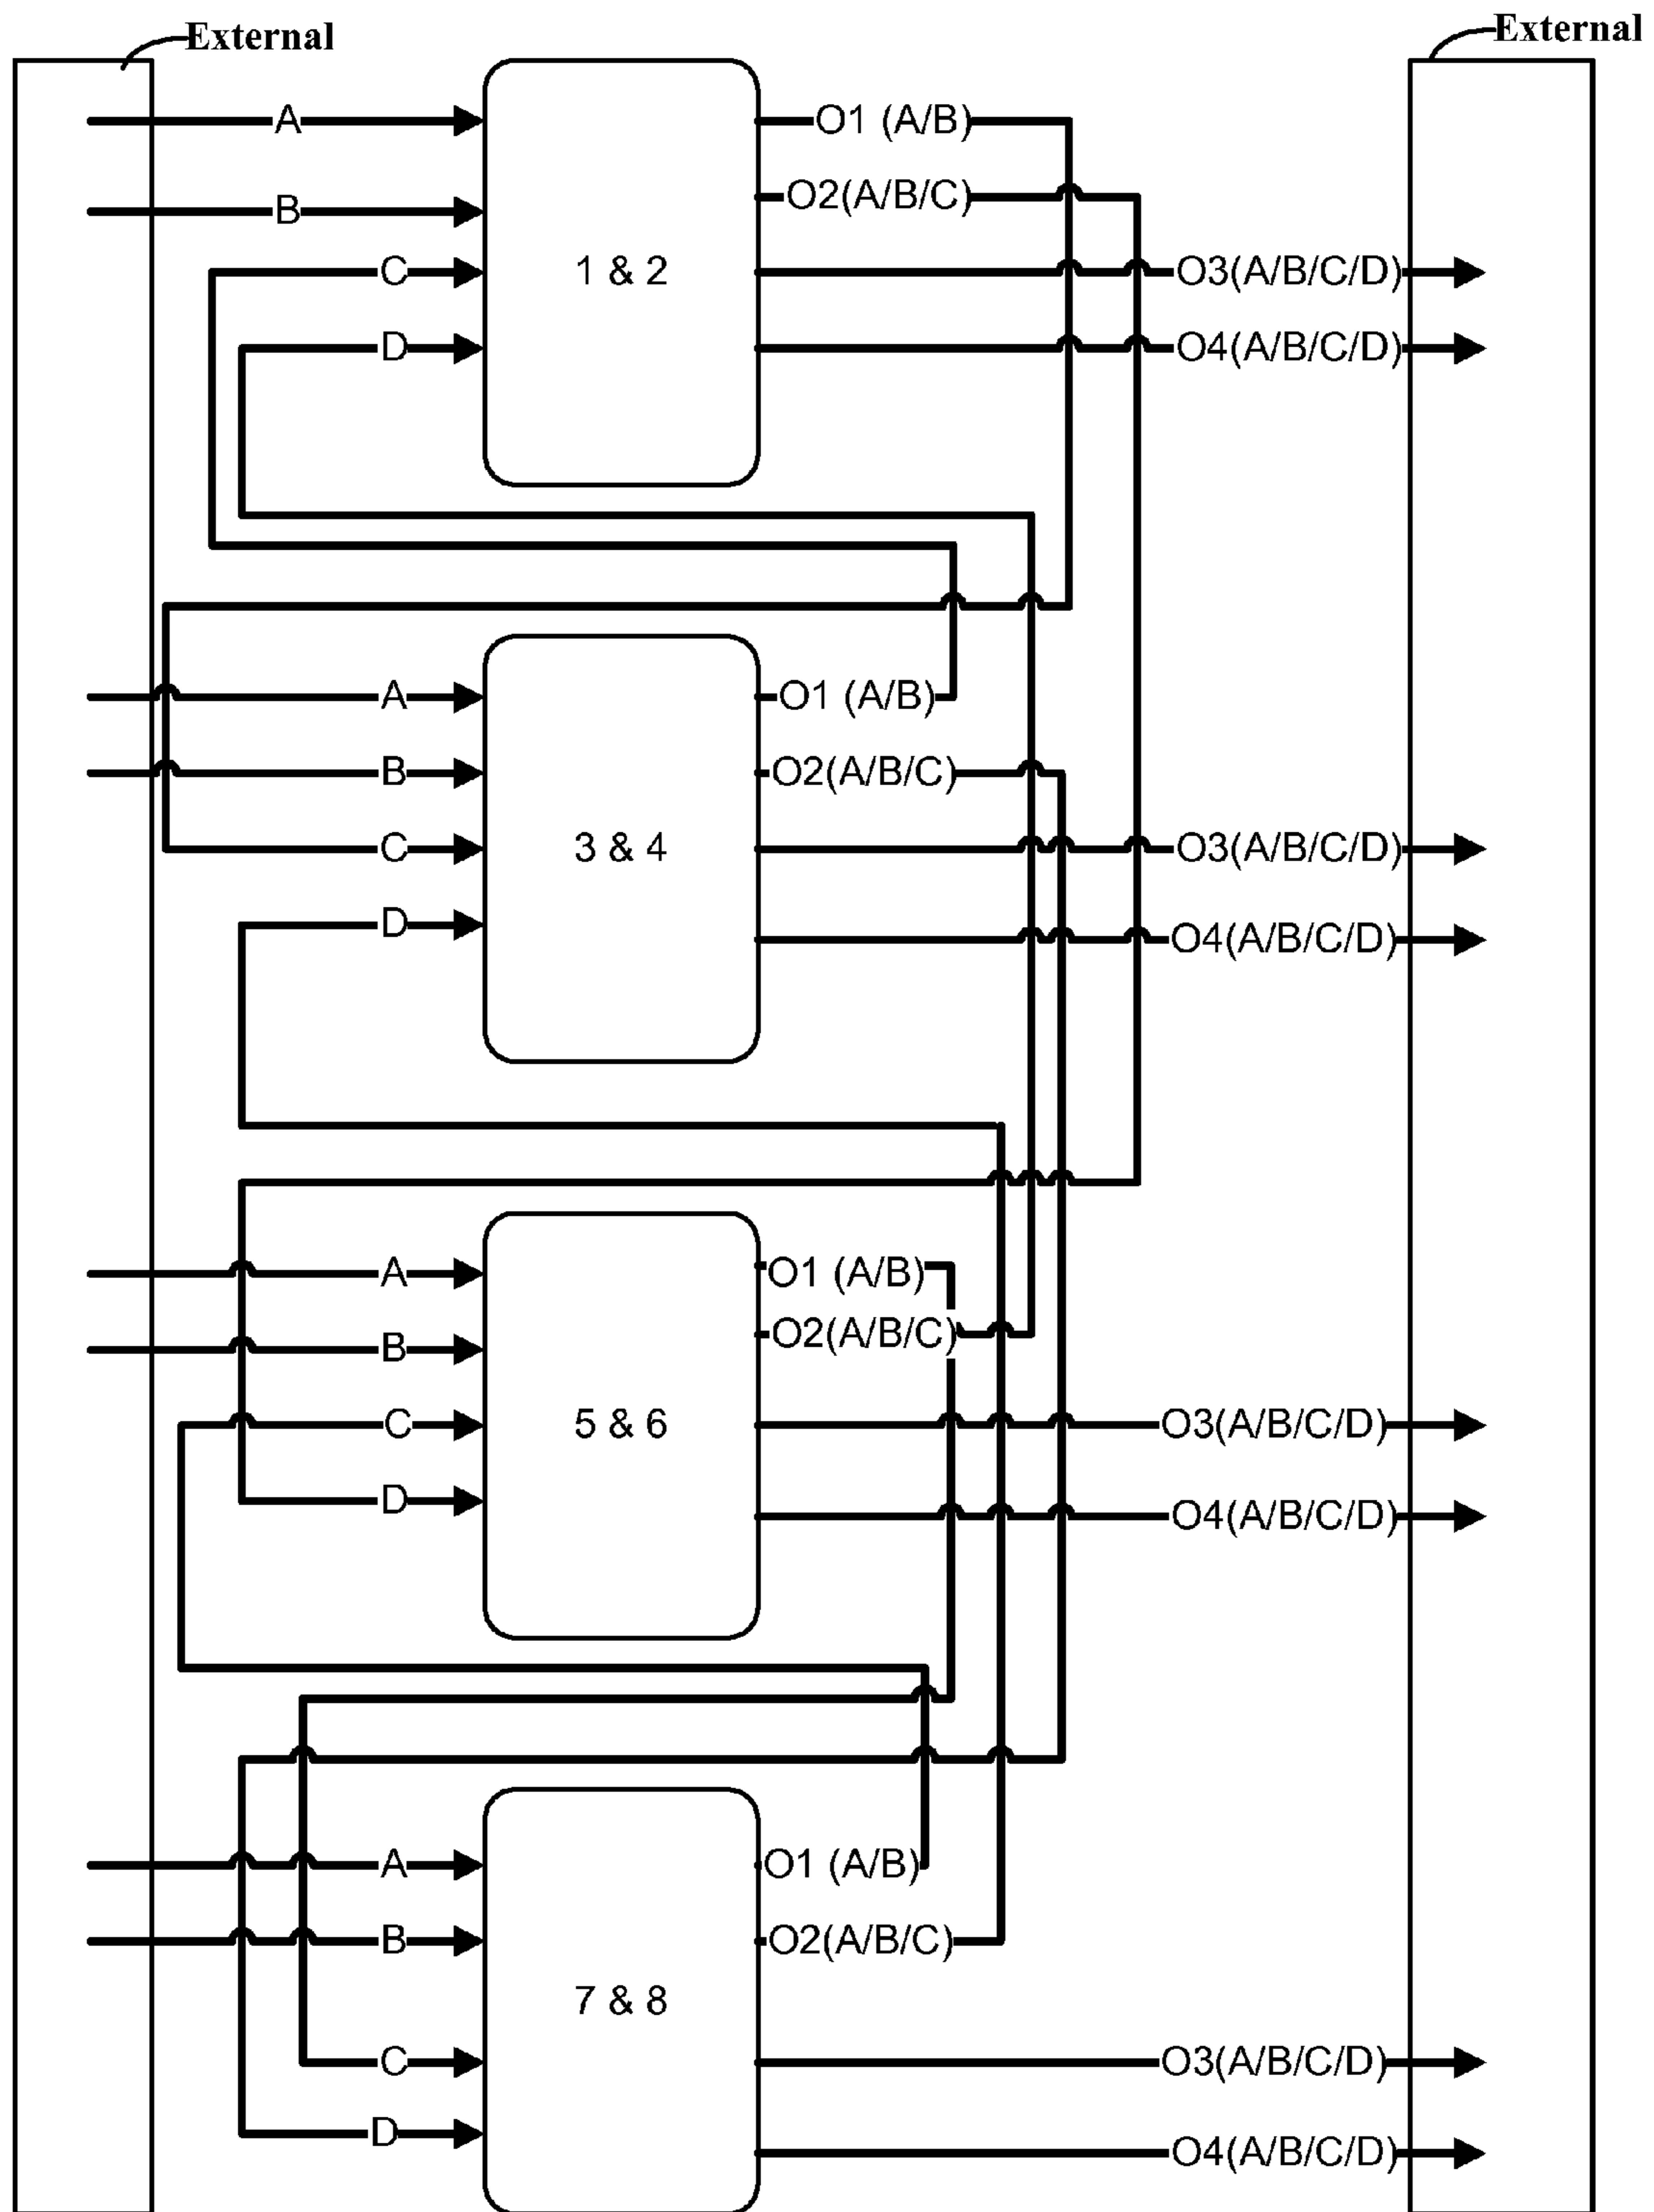 External
External
A
O1 (A/B)
B
O2(A/B/C)
C
1 & 2
O3(A/B/C/D)
D
O4(A/B/C/D)
A
O1 (A/B)
B
O2(A/B/C)
C
3 & 4
O3(A/B/C/D)
D
O4(A/B/C/D)
A
O1 (A/B)
B
O2(A/B/C)
C
5 & 6
O3(A/B/C/D)
D
O4(A/B/C/D)
A
O1 (A/B)
B
O2(A/B/C)
7 & 8
C
O3(A/B/C/D)
D
O4(A/B/C/D)